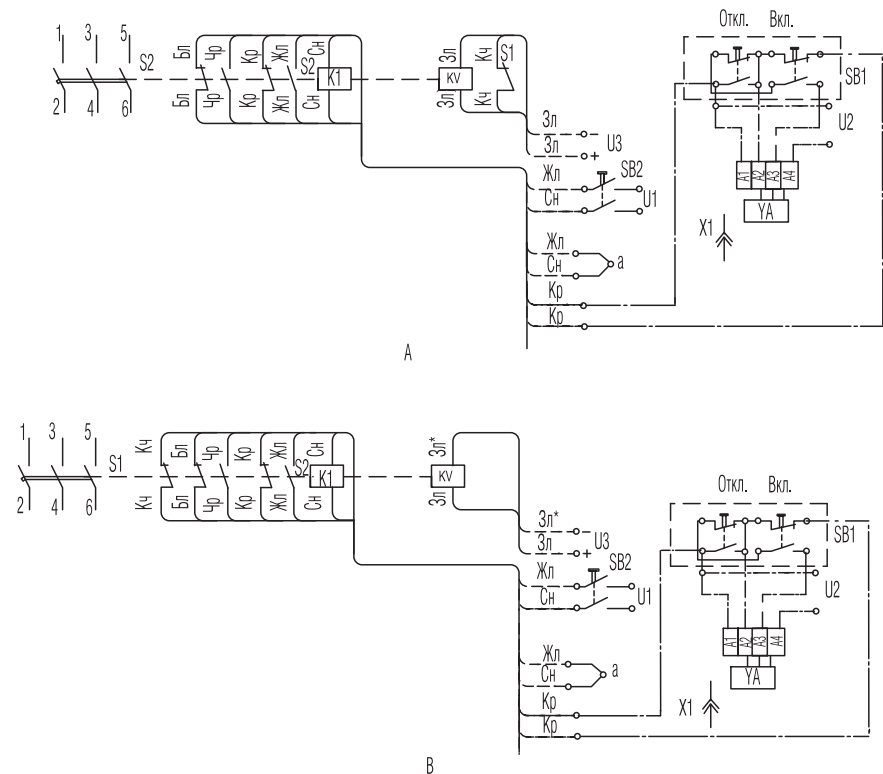 Откл. Вкл.
1 3 5
S2
Бл Чр Кр Жл S2 Сн
K1
Зл Кч S1
KV
SB1
2 4 6
Бл Чр Кр Жл Сн
Зл Кч
Зл –
U3
Зл +
U2
Жл SB2
Сн U1
A1 A2 A3 A4
YA
X1
Жл
Сн а
Кр
Кр
A
1 3 5
S1
Кч Бл Чр Кр Жл S2 Сн
K1
Зл*
KV
Откл. Вкл.
2 4 6
Кч Бл Чр Кр Жл Сн
Зл
SB1
Зл* –
U3
Зл +
Жл SB2
Сн U1
U2
A1 A2 A3 A4
YA
X1
Жл
Сн а
Кр
Кр
B